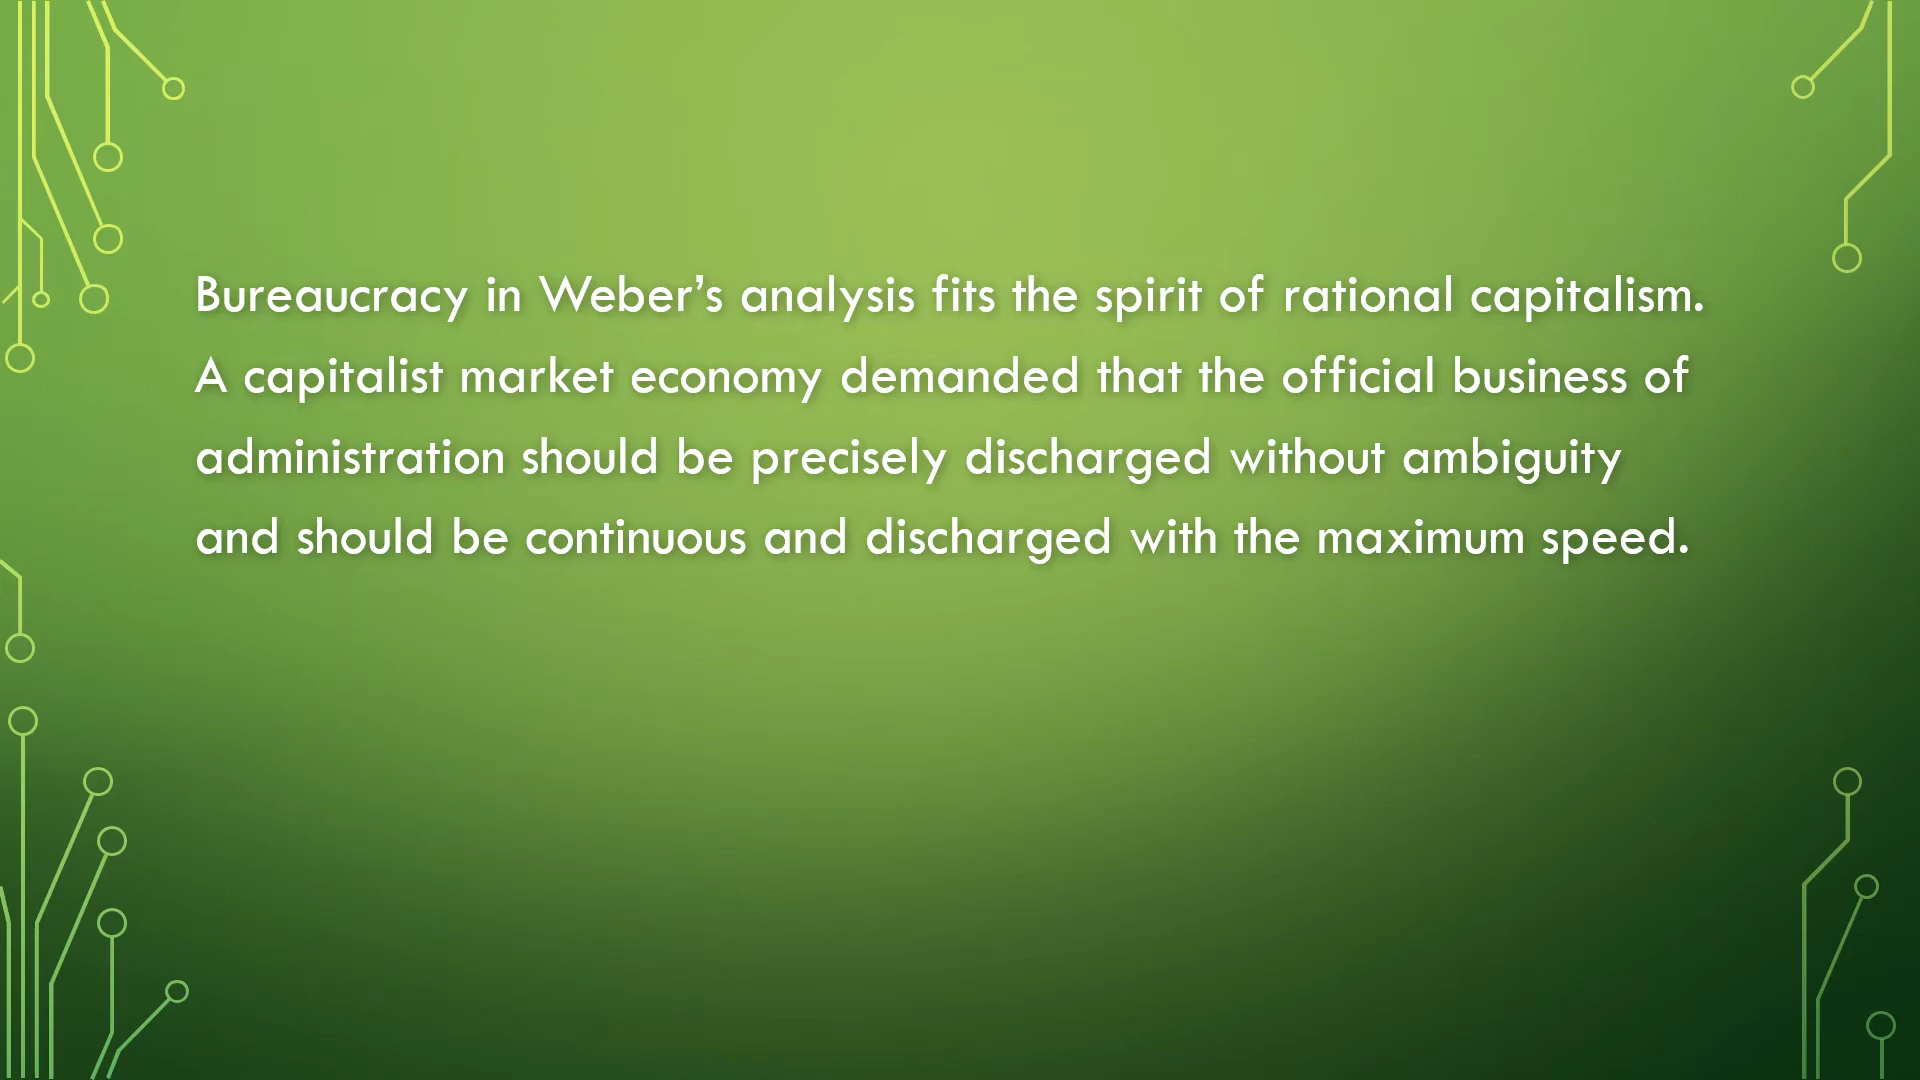 Bureaucracy in Weber’s analysis fits the spirit of rational capitalism.
A capitalist market economy demanded that the official business of
administration should be precisely discharged without ambiguity
and should be continuous and discharged with the maximum speed.